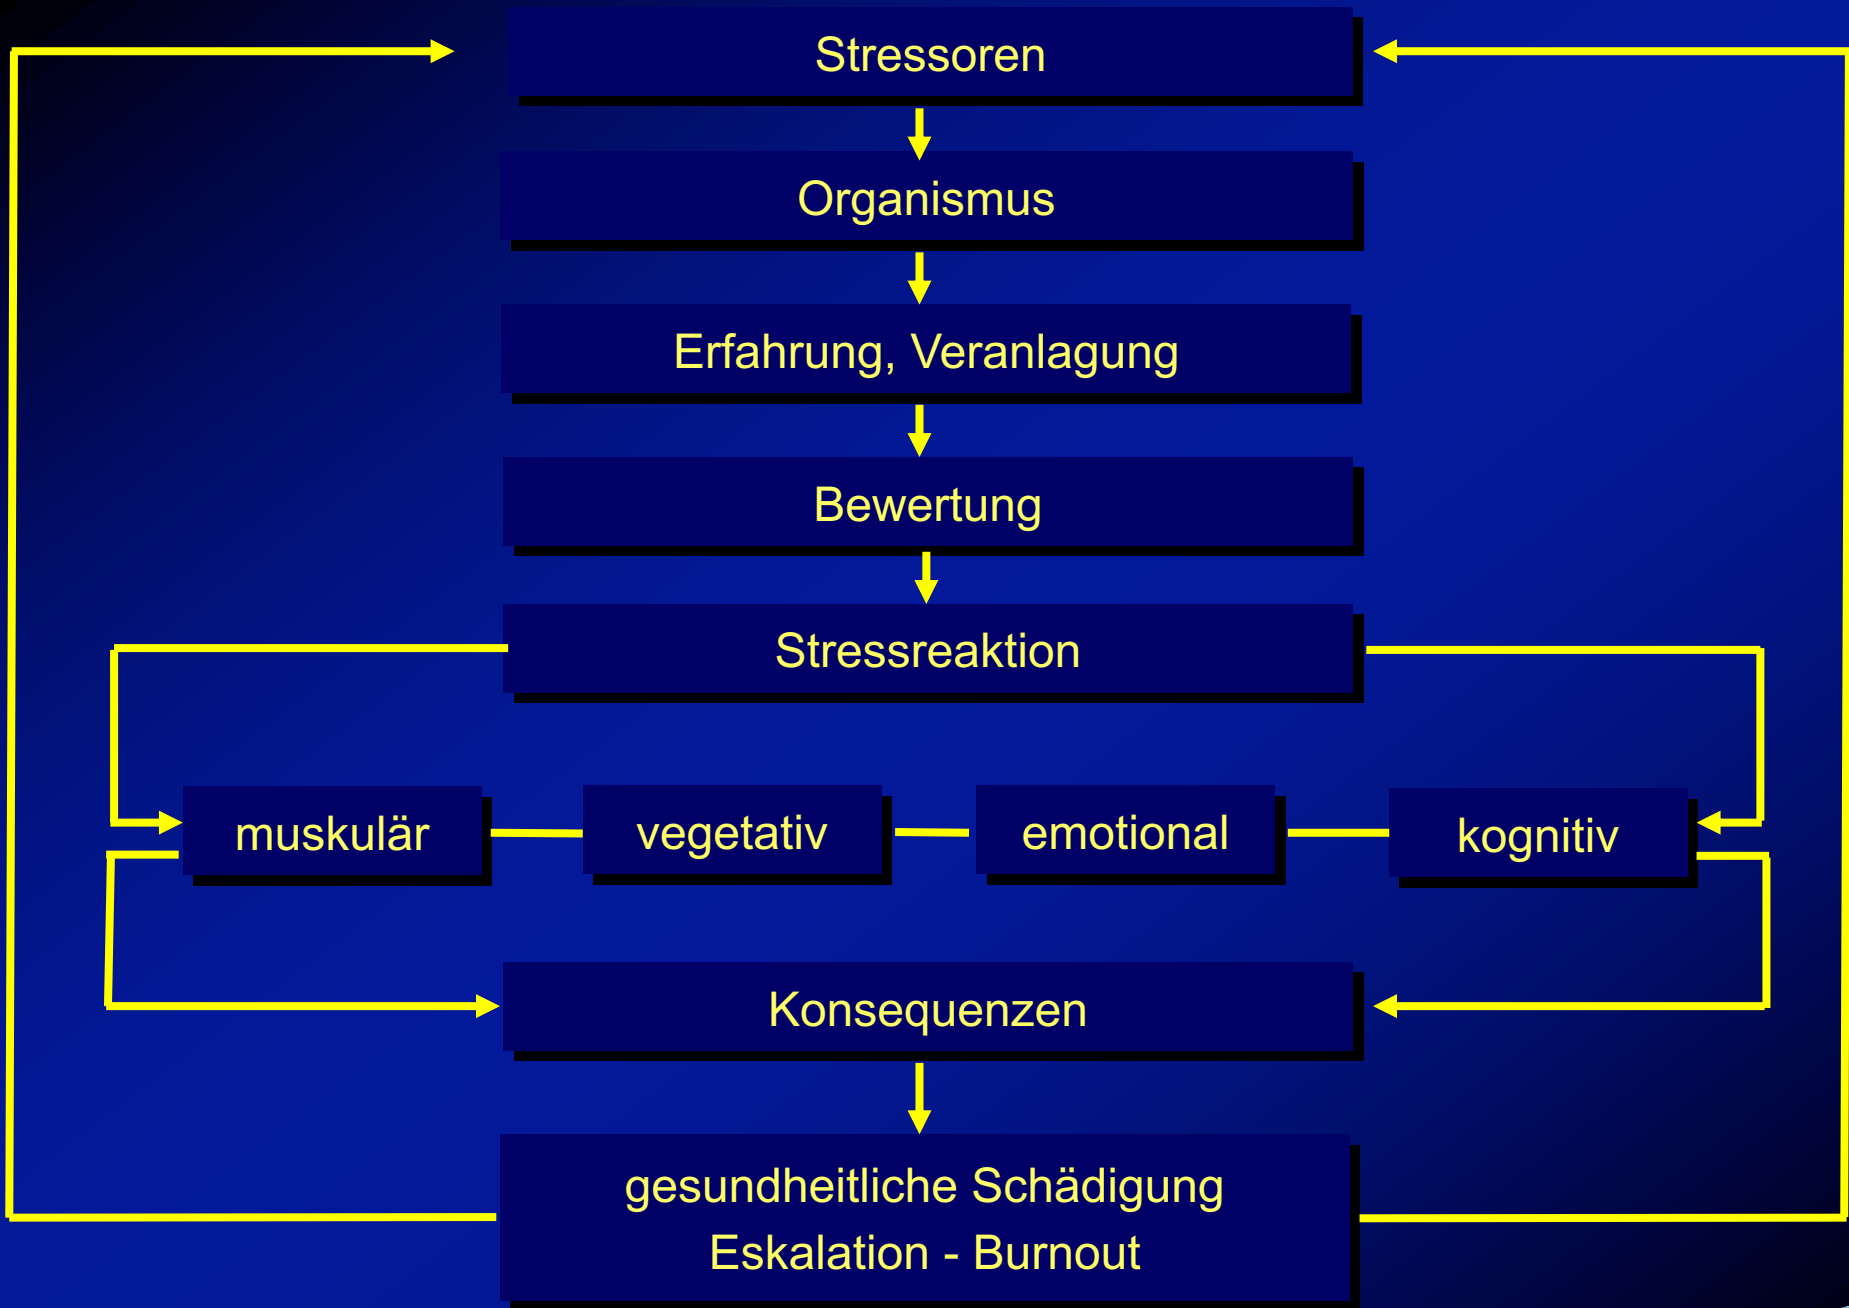 Stressoren
Organismus
Erfahrung, Veranlagung
Bewertung
Stressreaktion
muskulär
vegetativ
emotional
kognitiv
Konsequenzen
gesundheitliche Schädigung
Eskalation - Burnout